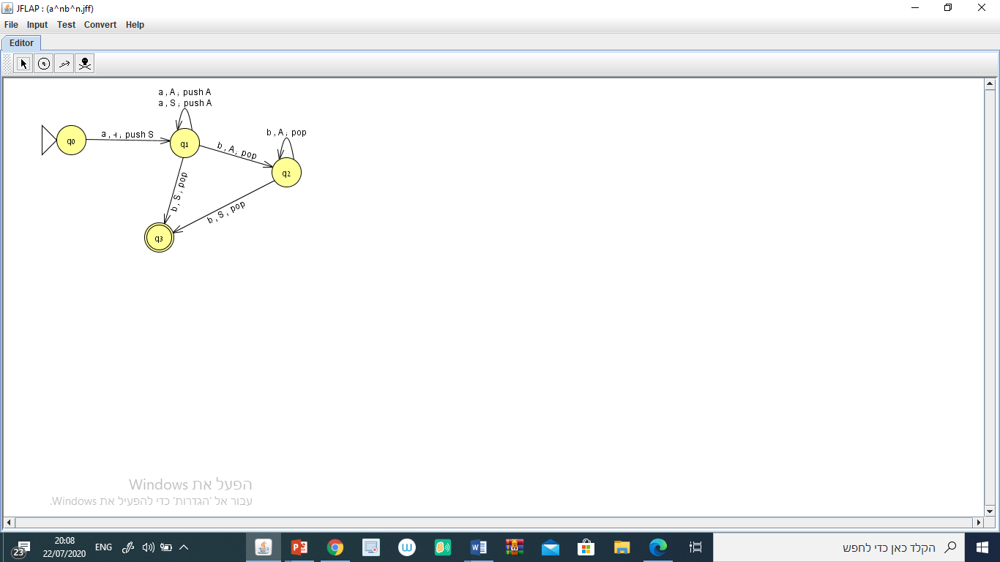 JFLAP : (a^nb^n.jff)
File Input Test Convert Help
Editor
a , A ; push A
a , S ; push A
q0
a , ⊣ ; push S
q1
b , A ; pop
b , A ; pop
q2
b , S ; pop
b , S ; pop
q3
הפעל את Windows
עבור אל 'הגדרות' כדי להפעיל את Windows.
23
20:08
22/07/2020
ENG
הקלד כאן כדי לחפש